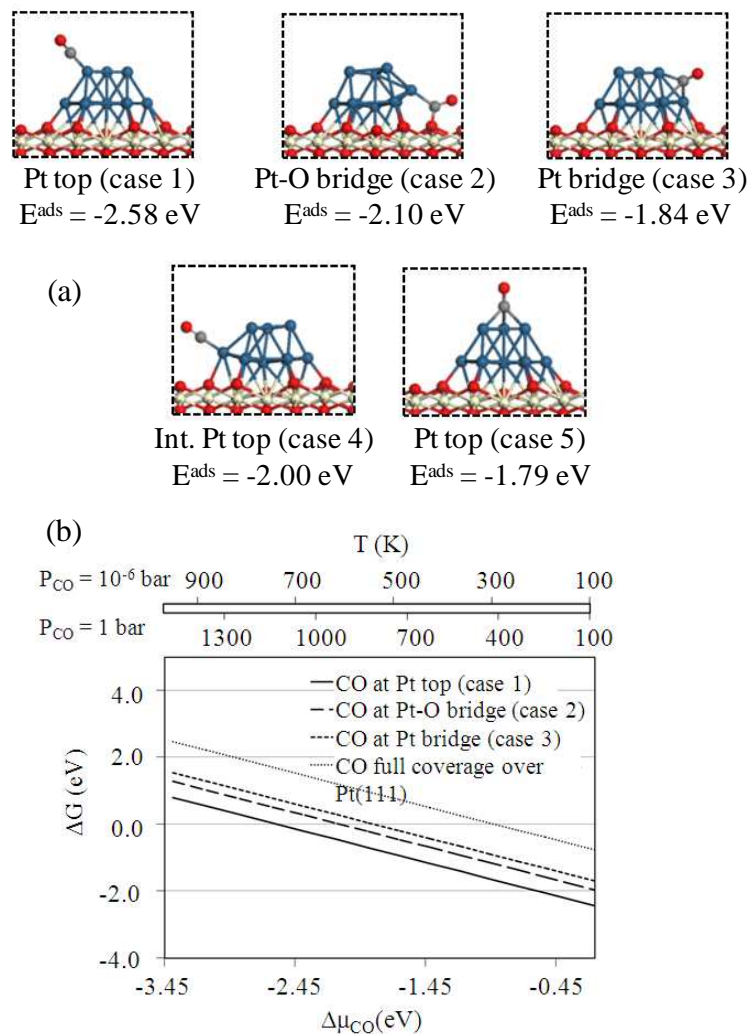 Pt top (case 1) Pt-O bridge (case 2) Pt bridge (case 3)
Eᵃᵈˢ = -2.58 eV Eᵃᵈˢ = -2.10 eV Eᵃᵈˢ = -1.84 eV
(a)
Int. Pt top (case 4) Pt top (case 5)
Eᵃᵈˢ = -2.00 eV Eᵃᵈˢ = -1.79 eV
(b)
T (K)
P_CO = 10⁻⁶ bar 900 700 500 300 100
P_CO = 1 bar 1300 1000 700 400 100
CO at Pt top (case 1)
CO at Pt-O bridge (case 2)
CO at Pt bridge (case 3)
CO full coverage over
Pt(111)
ΔG (eV)
4.0
2.0
0.0
-2.0
-4.0
-3.45 -2.45 -1.45 -0.45
Δμ_CO(eV)